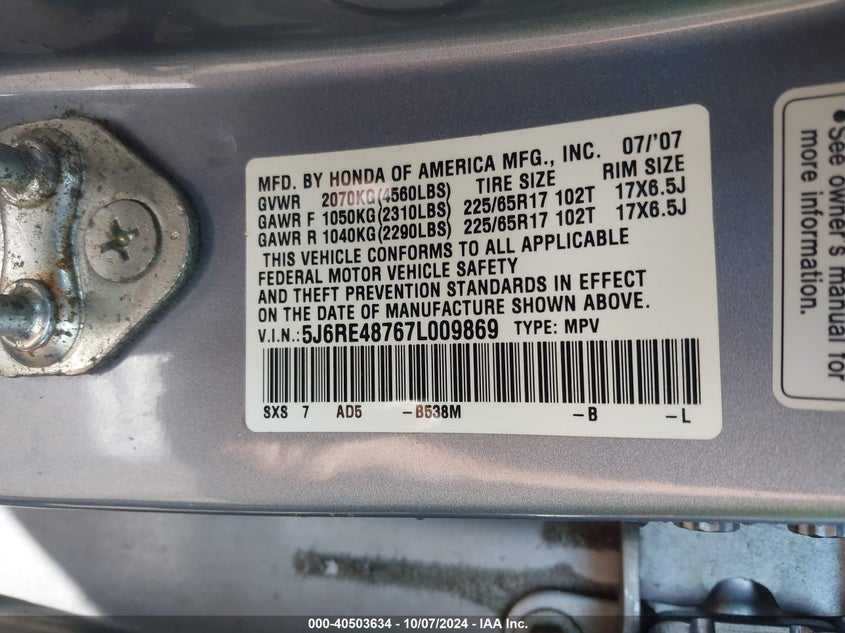 MFD. BY HONDA OF AMERICA MFG., INC. 07/'07
GVWR 2070KG(4560LBS) TIRE SIZE RIM SIZE
GAWR F 1050KG(2310LBS) 225/65R17 102T 17X6.5J
GAWR R 1040KG(2290LBS) 225/65R17 102T 17X6.5J
THIS VEHICLE CONFORMS TO ALL APPLICABLE
FEDERAL MOTOR VEHICLE SAFETY
AND THEFT PREVENTION STANDARDS IN EFFECT
ON THE DATE OF MANUFACTURE SHOWN ABOVE.
V.I.N.:5J6RE48767L009869 TYPE: MPV
SXS 7 AD5 -B538M -B -L
● See owner's manual for
more information.
000-40503634 - 10/07/2024 - IAA Inc.